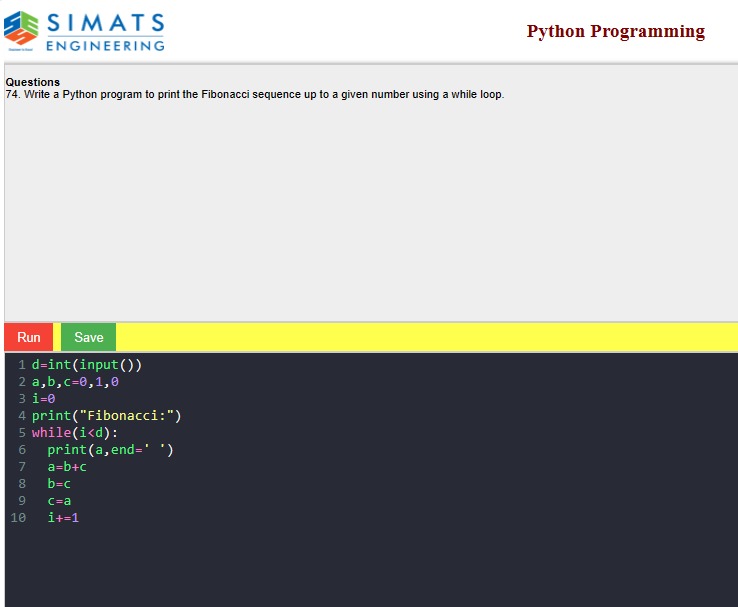 SIMATS
ENGINEERING
Python Programming
Questions
74. Write a Python program to print the Fibonacci sequence up to a given number using a while loop.
Run Save
1 d=int(input())
2 a,b,c=0,1,0
3 i=0
4 print("Fibonacci:")
5 while(i<d):
6   print(a,end=' ')
7   a=b+c
8   b=c
9   c=a
10   i+=1